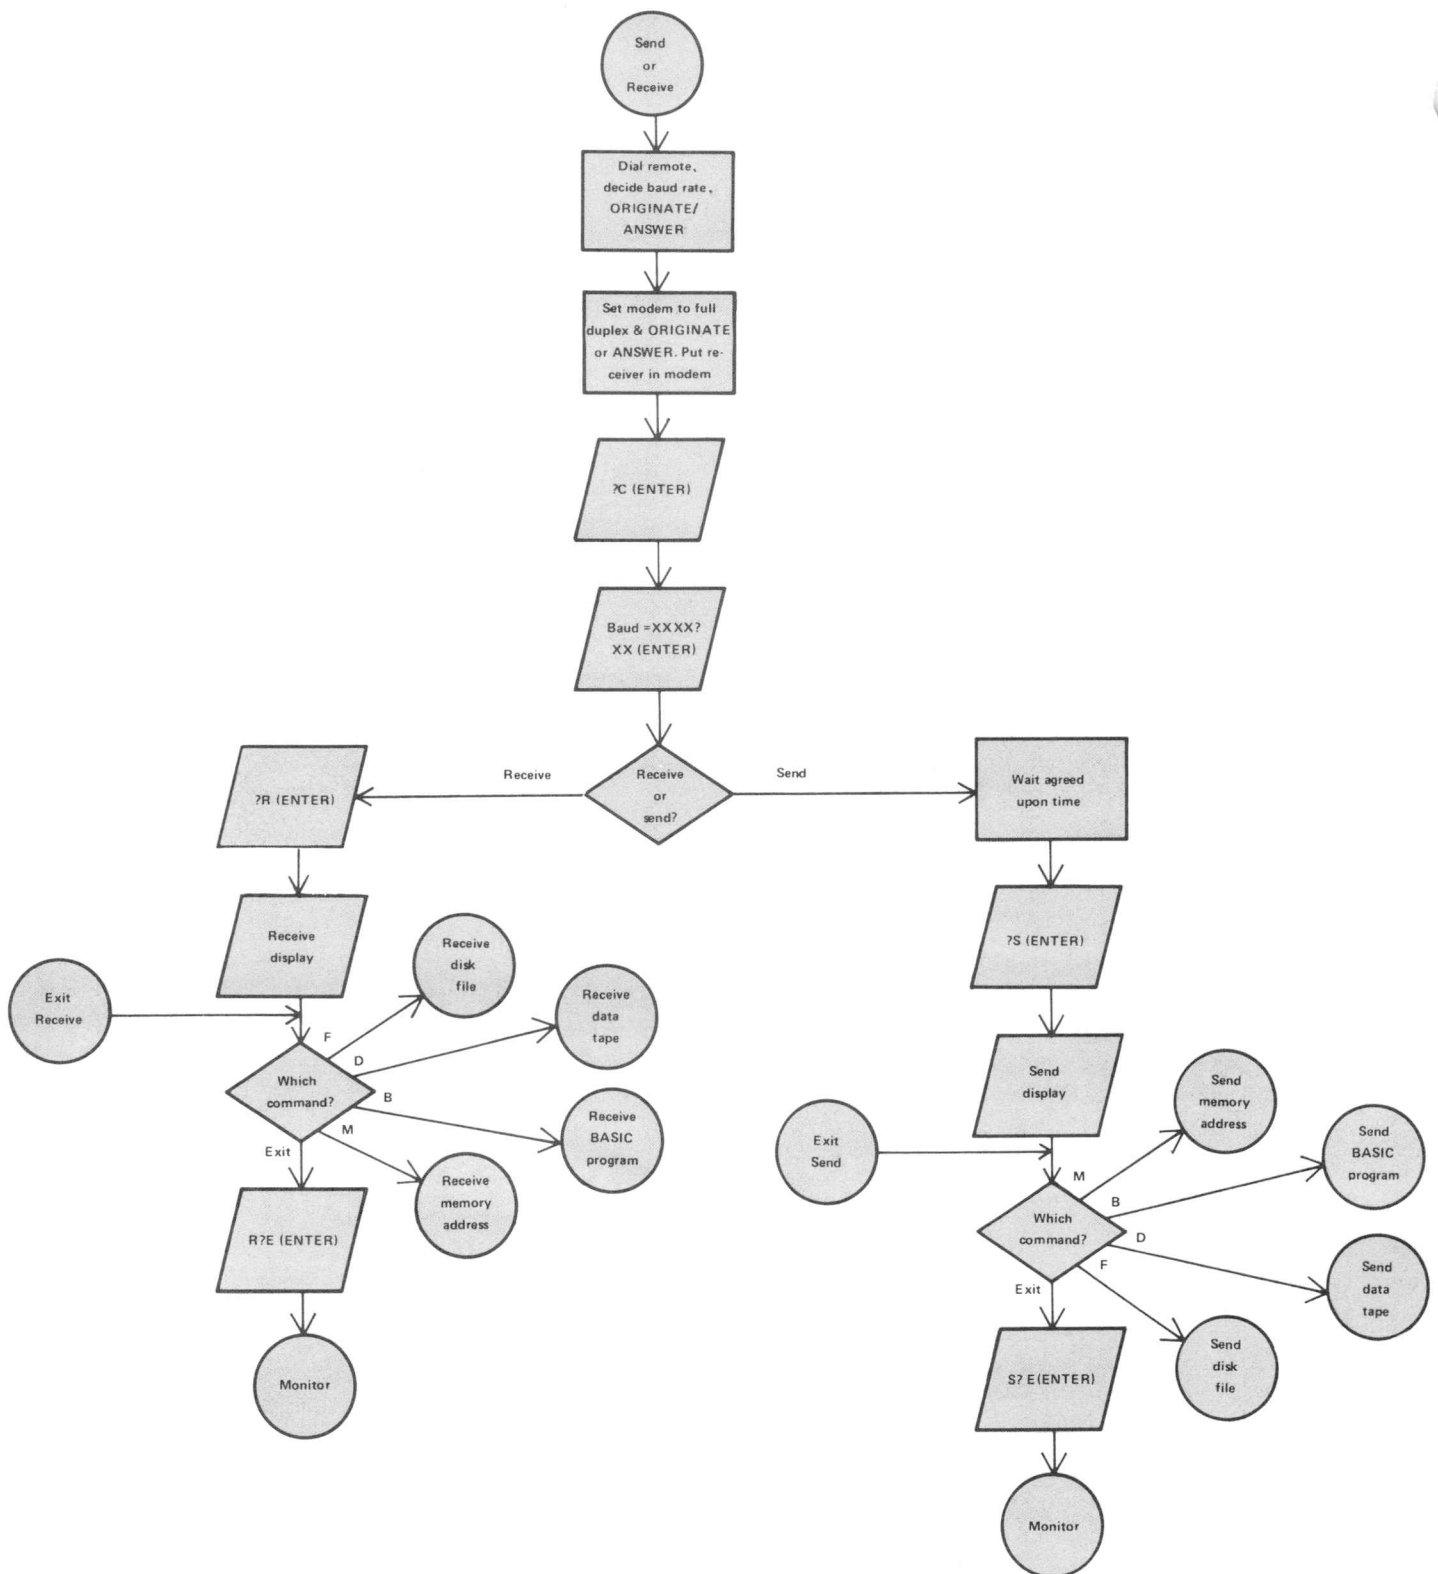 Send
or
Receive
Dial remote,
decide baud rate,
ORIGINATE/
ANSWER
Set modem to full
duplex & ORIGINATE
or ANSWER. Put re-
ceiver in modem
?C (ENTER)
Baud =XXXX?
XX (ENTER)
Receive
or
send?
Receive
Send
?R (ENTER)
Receive
display
Exit
Receive
Which
command?
F
D
B
M
Exit
Receive
disk
file
Receive
data
tape
Receive
BASIC
program
Receive
memory
address
R?E (ENTER)
Monitor
Wait agreed
upon time
?S (ENTER)
Send
display
Exit
Send
Which
command?
M
B
D
F
Exit
Send
memory
address
Send
BASIC
program
Send
data
tape
Send
disk
file
S? E(ENTER)
Monitor